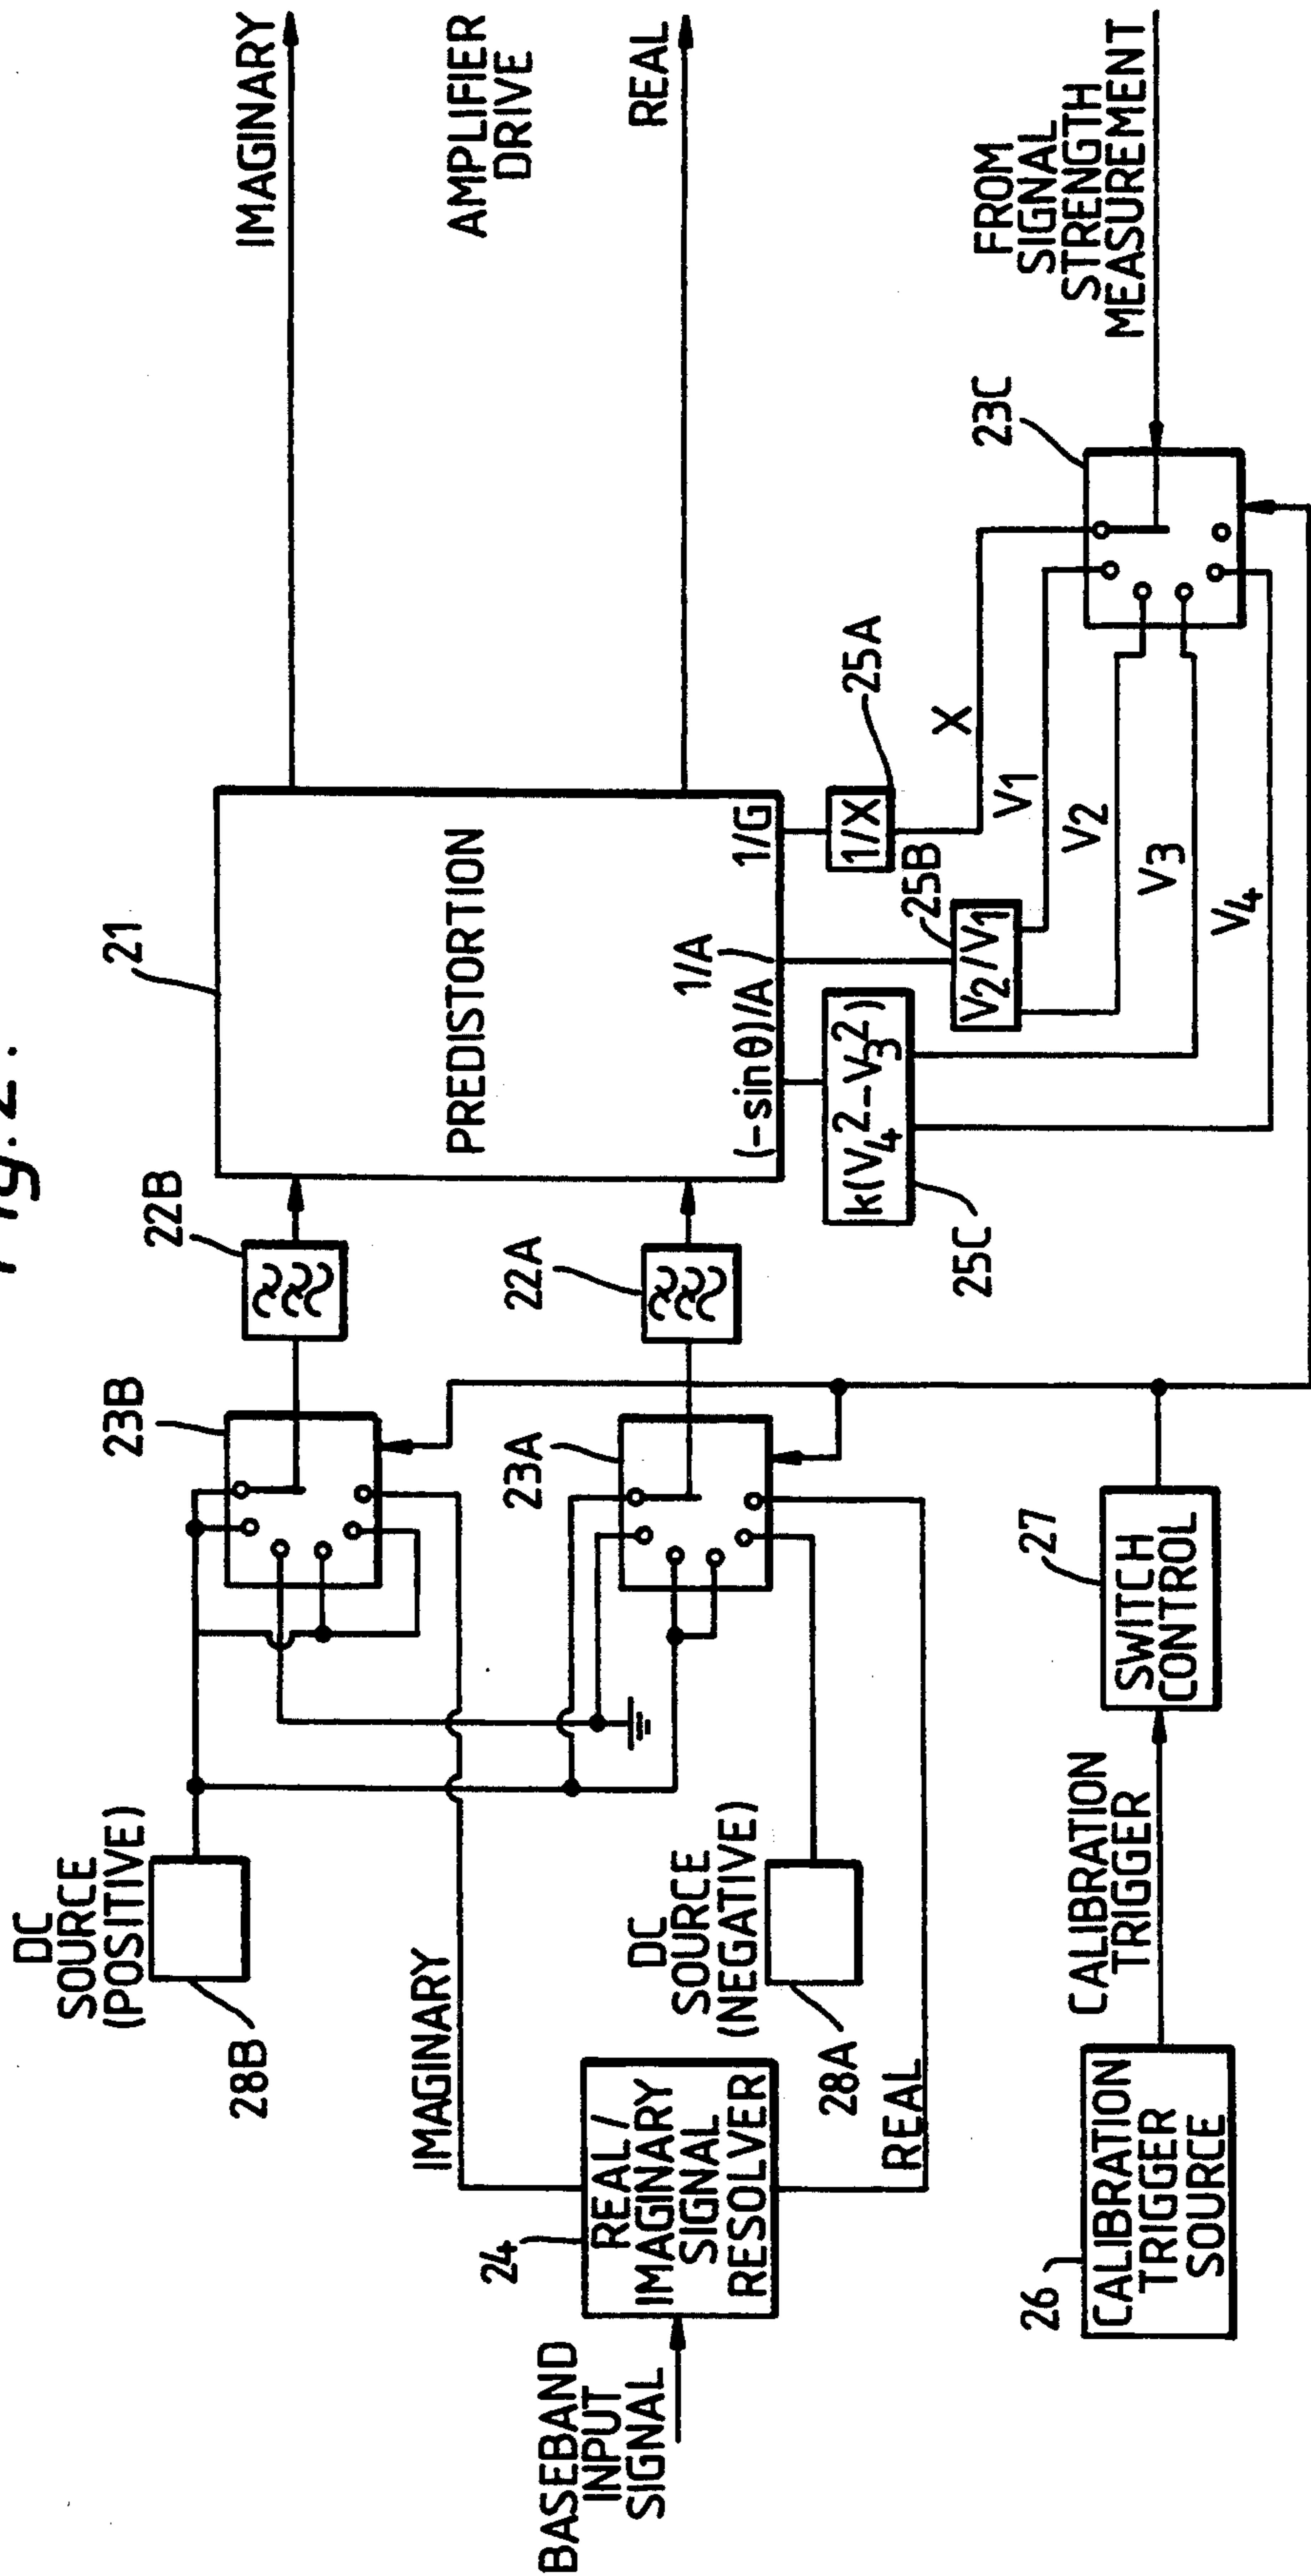 Fig.2.
DC
SOURCE
(POSITIVE)
28B
23B
22B
21
IMAGINARY
AMPLIFIER
DRIVE
REAL
PREDISTORTION
IMAGINARY
24
REAL/
IMAGINARY
SIGNAL
RESOLVER
BASEBAND
INPUT
SIGNAL
DC
SOURCE
(NEGATIVE)
28A
REAL
23A
22A
(-sin θ)/A
1/A
1/G
k(V4²-V3²)
25C
V2/V1
25B
1/X
25A
X
V1
V2
V3
V4
23C
FROM
SIGNAL
STRENGTH
MEASUREMENT
26
CALIBRATION
TRIGGER
SOURCE
CALIBRATION
TRIGGER
27
SWITCH
CONTROL